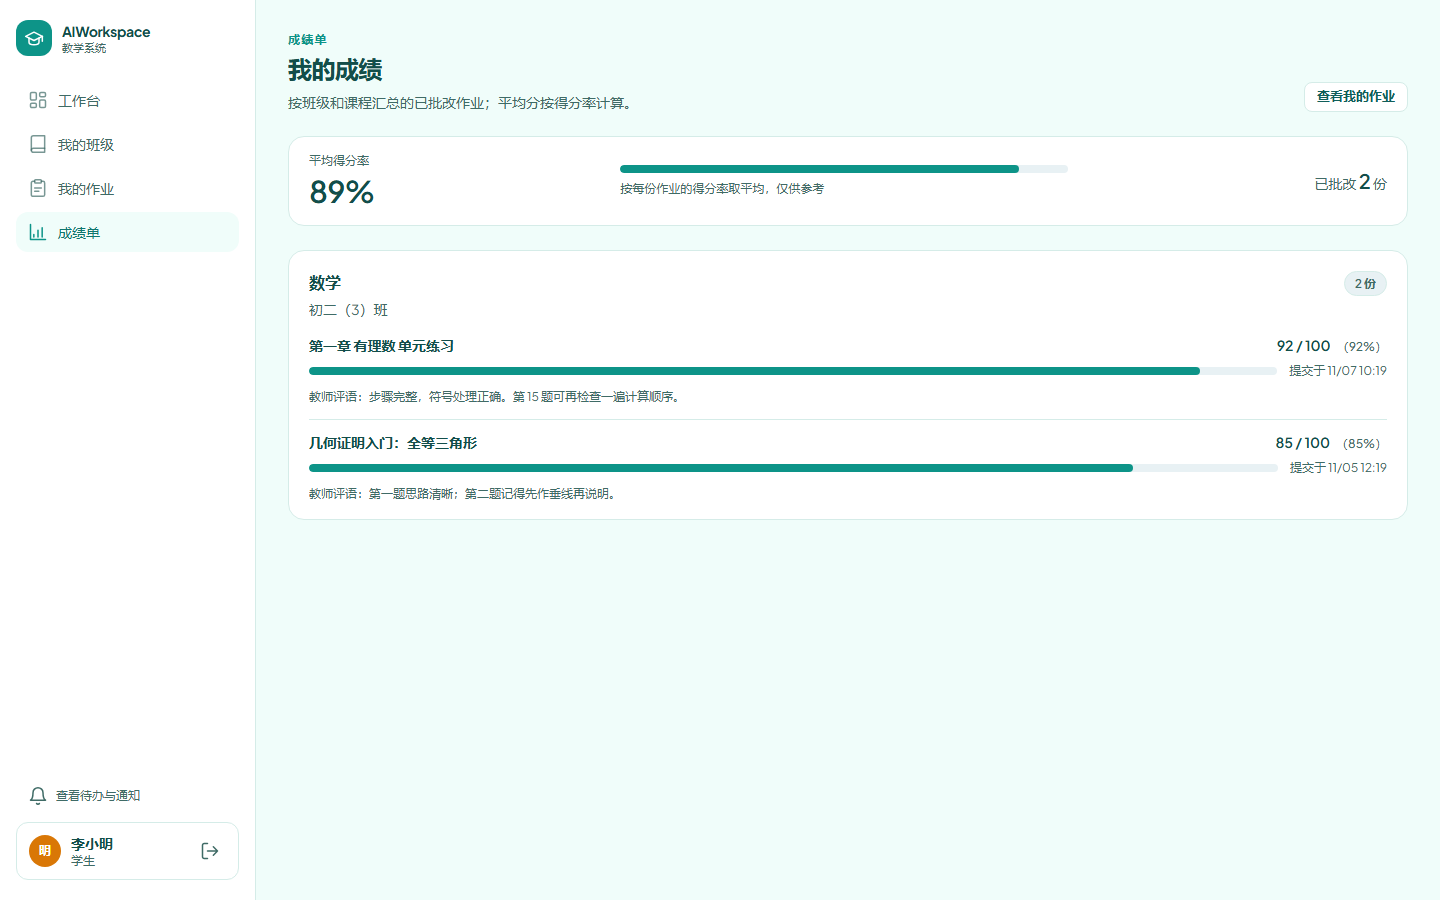 AIWorkspace
教学系统
工作台
我的班级
我的作业
成绩单
查看待办与通知
明
李小明
学生
成绩单
我的成绩
按班级和课程汇总的已批改作业；平均分按得分率计算。
查看我的作业
平均得分率
89%
按每份作业的得分率取平均，仅供参考
已批改 2 份
数学
2 份
初二（3）班
第一章 有理数 单元练习
92 / 100 （92%）
提交于 11/07 10:19
教师评语：步骤完整，符号处理正确。第 15 题可再检查一遍计算顺序。
几何证明入门：全等三角形
85 / 100 （85%）
提交于 11/05 12:19
教师评语：第一题思路清晰；第二题记得先作垂线再说明。